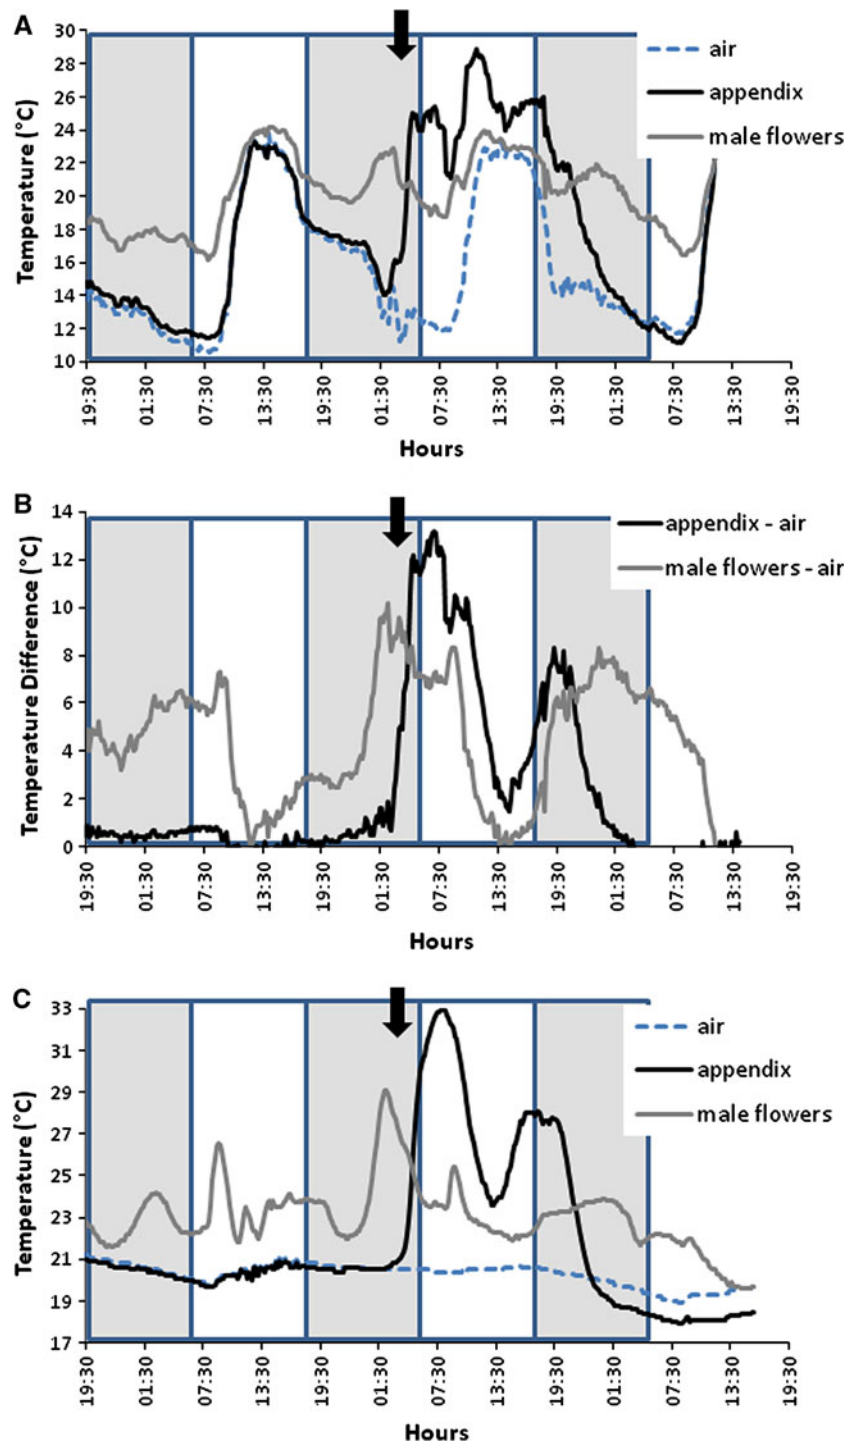 A
30
28
26
24
22
20
18
16
14
12
10
Temperature (°C)
air
appendix
male flowers
19:30 01:30 07:30 13:30 19:30 01:30 07:30 13:30 19:30 01:30 07:30 13:30 19:30
Hours
B
14
12
10
8
6
4
2
0
Temperature Difference (°C)
appendix - air
male flowers - air
19:30 01:30 07:30 13:30 19:30 01:30 07:30 13:30 19:30 01:30 07:30 13:30 19:30
Hours
C
33
31
29
27
25
23
21
19
17
Temperature (°C)
air
appendix
male flowers
19:30 01:30 07:30 13:30 19:30 01:30 07:30 13:30 19:30 01:30 07:30 13:30 19:30
Hours